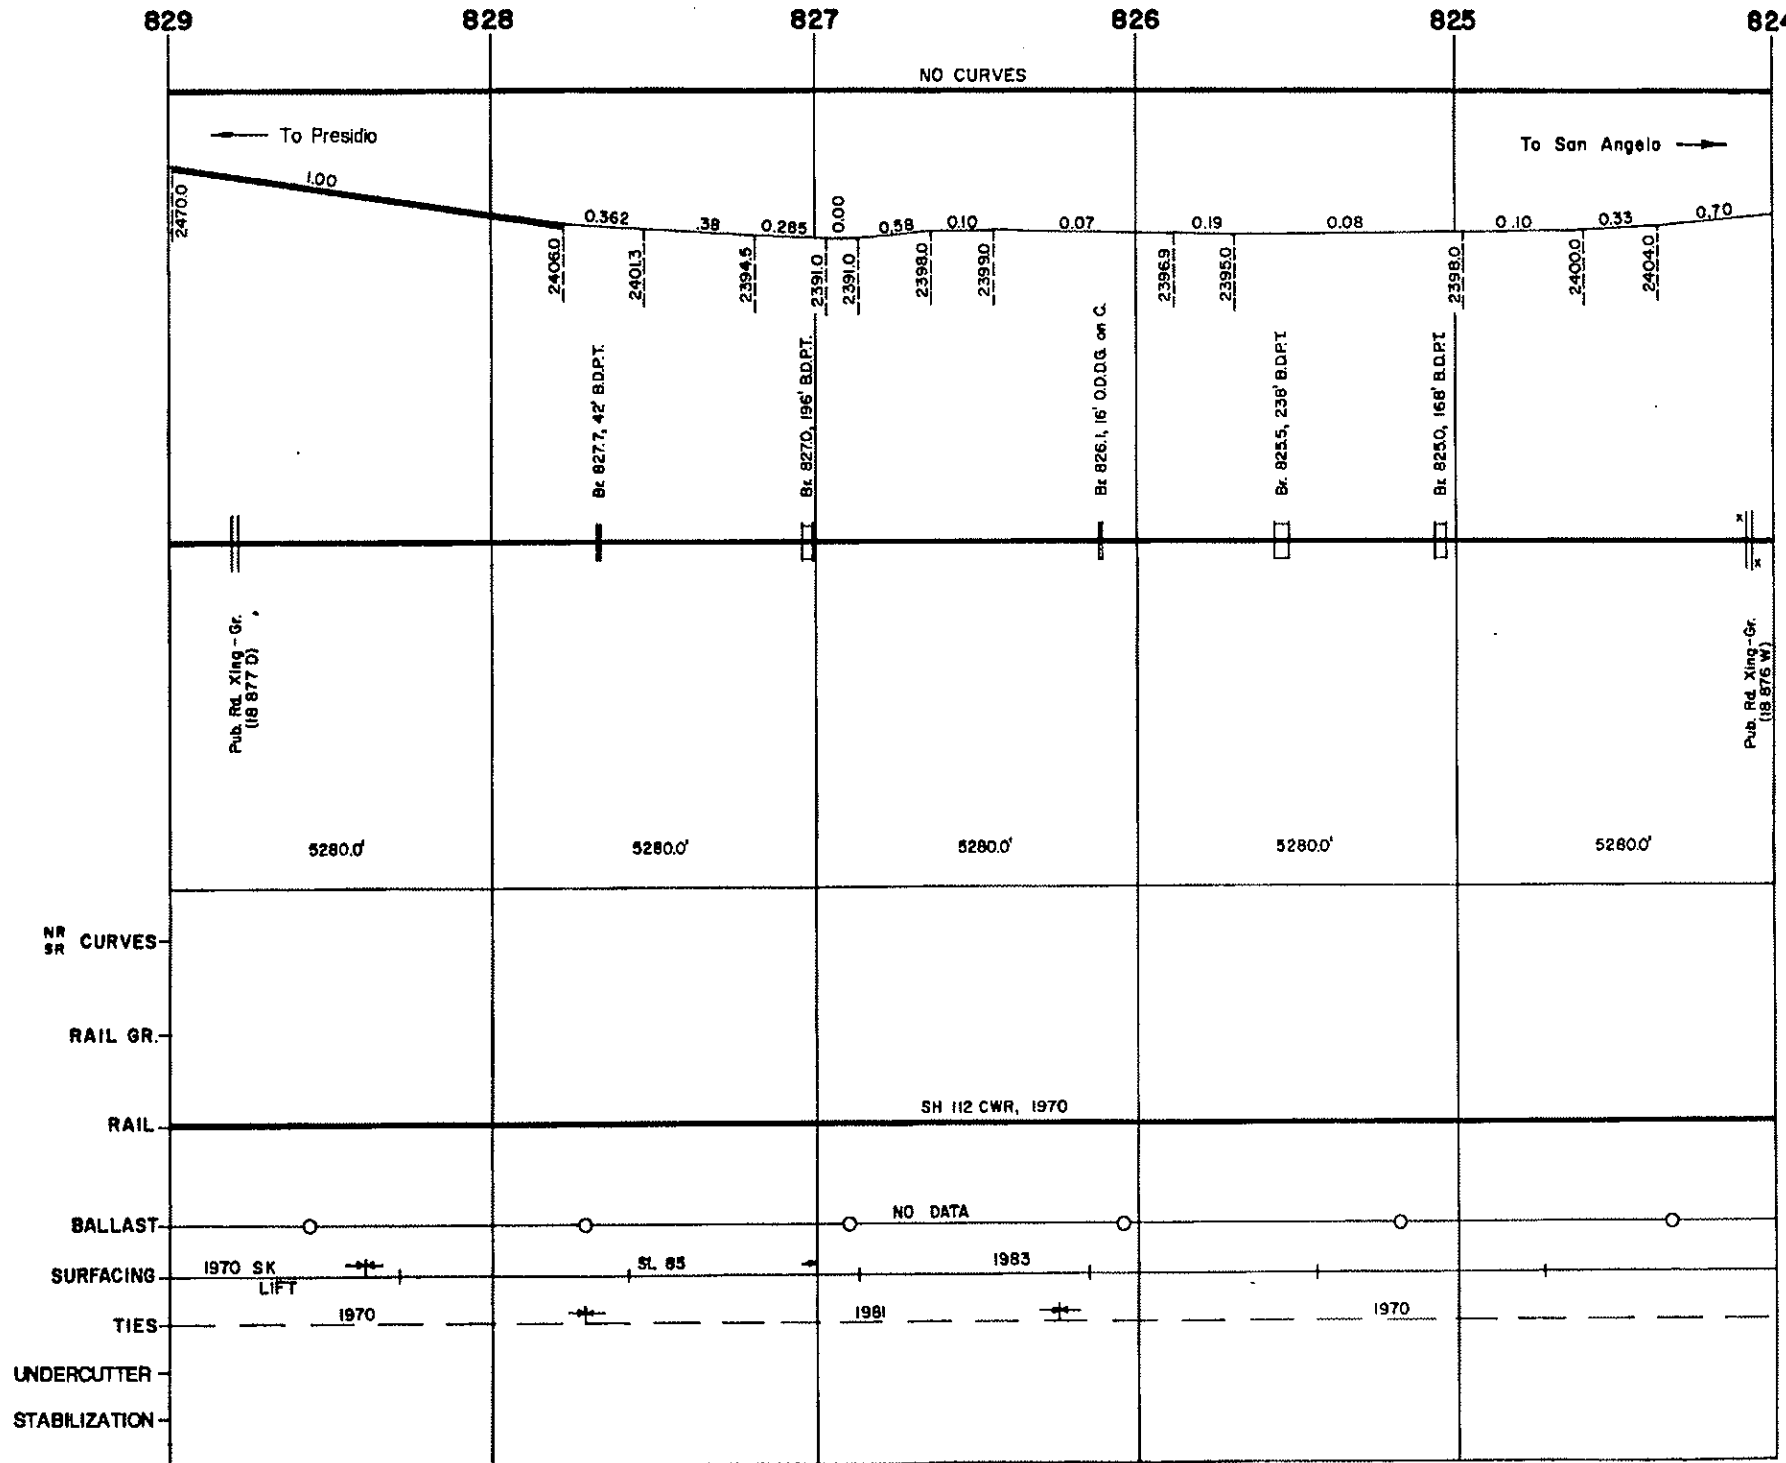 829 828 827 826 825 824
NO CURVES
To Presidio
To San Angelo
1.00 0.362 .38 0.285 0.00 0.58 0.10 0.07 0.19 0.08 0.10 0.33 0.70
2470.0 2406.0 2401.3 2394.5 2391.0 2391.0 2398.0 2399.0 2396.9 2395.0 2398.0 2400.0 2404.0
Br. 827.7, 42' B.D.P.T.
Br. 827.0, 196' B.D.P.T.
Br. 826.1, 16' O.D.D.G. on C.
Br. 825.5, 238' B.D.P.T.
Br. 825.0, 168' B.D.P.T.
x
x
Pub. Rd. Xing-Gr.
(18 877 D)
Pub. Rd. Xing-Gr.
(18 876 W)
5280.0' 5280.0' 5280.0' 5280.0' 5280.0'
NR
SR CURVES
RAIL GR.
RAIL SH 112 CWR, 1970
BALLAST NO DATA
SURFACING 1970 SK SL 85 1983
LIFT
TIES 1970 1981 1970
UNDERCUTTER
STABILIZATION